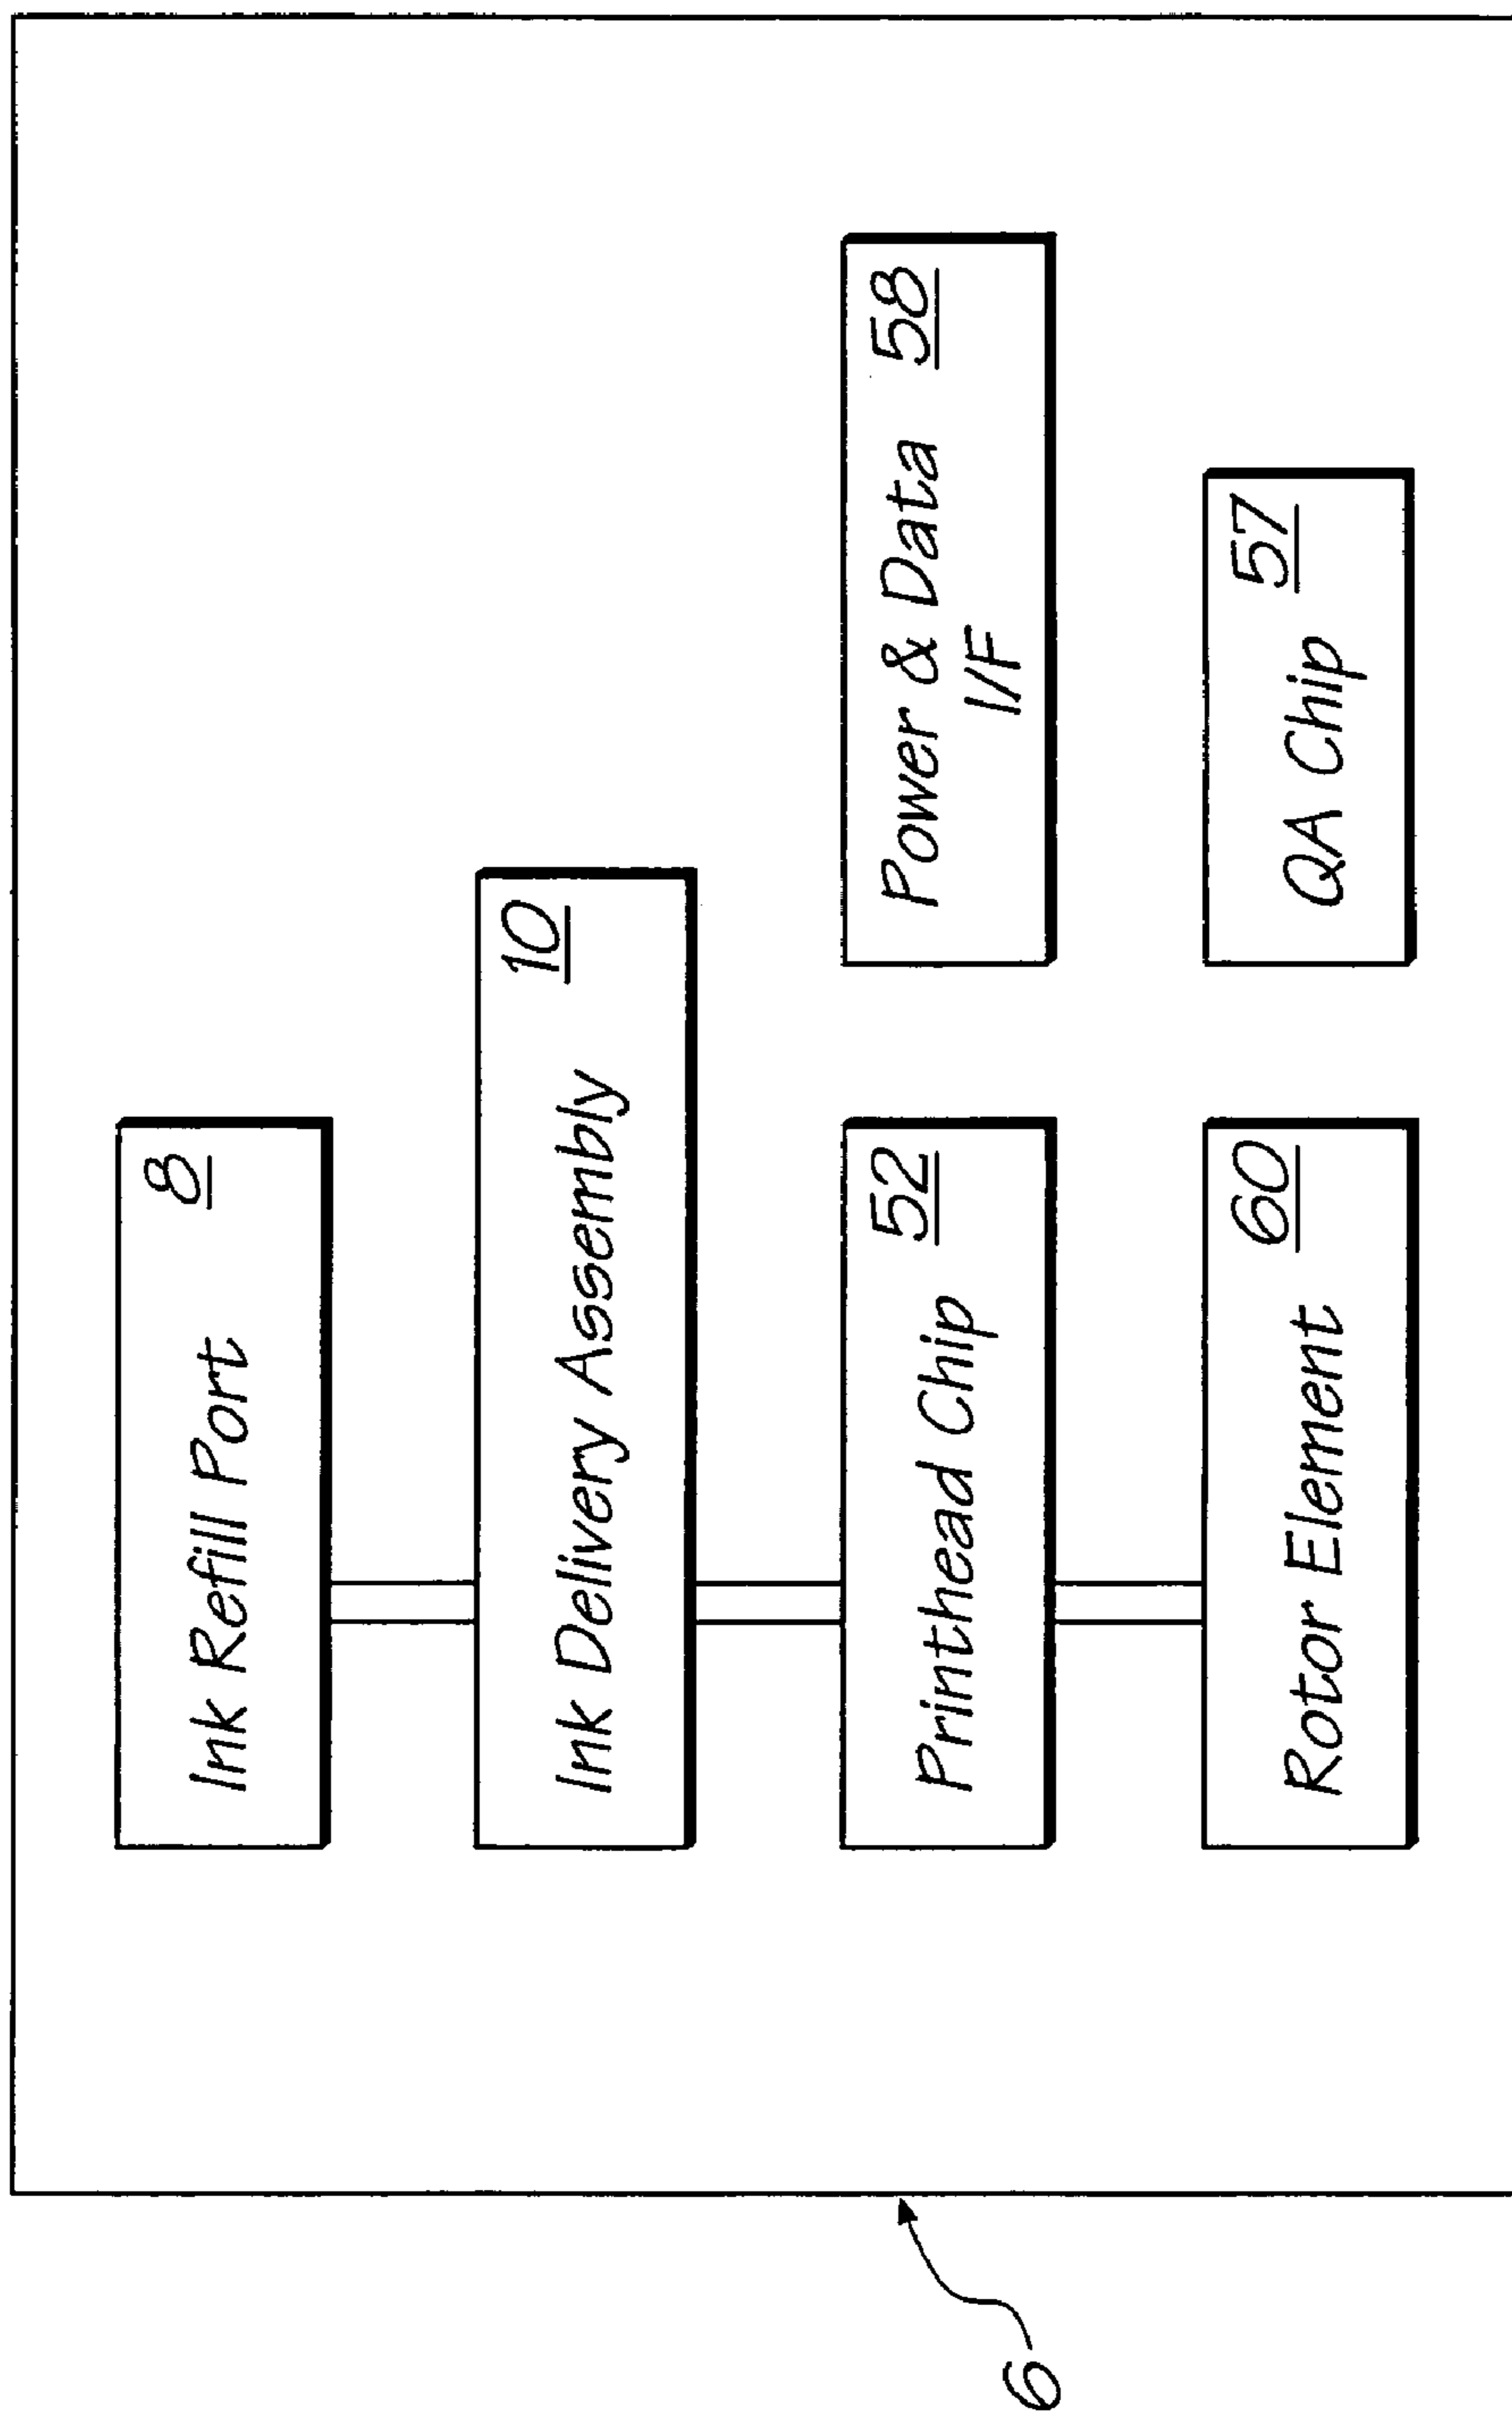 Ink Refill Port 8
Ink Delivery Assembly 10
Printhead Chip 52
Power & Data 58
I/F
Rotor Element 60
QA Chip 57
6